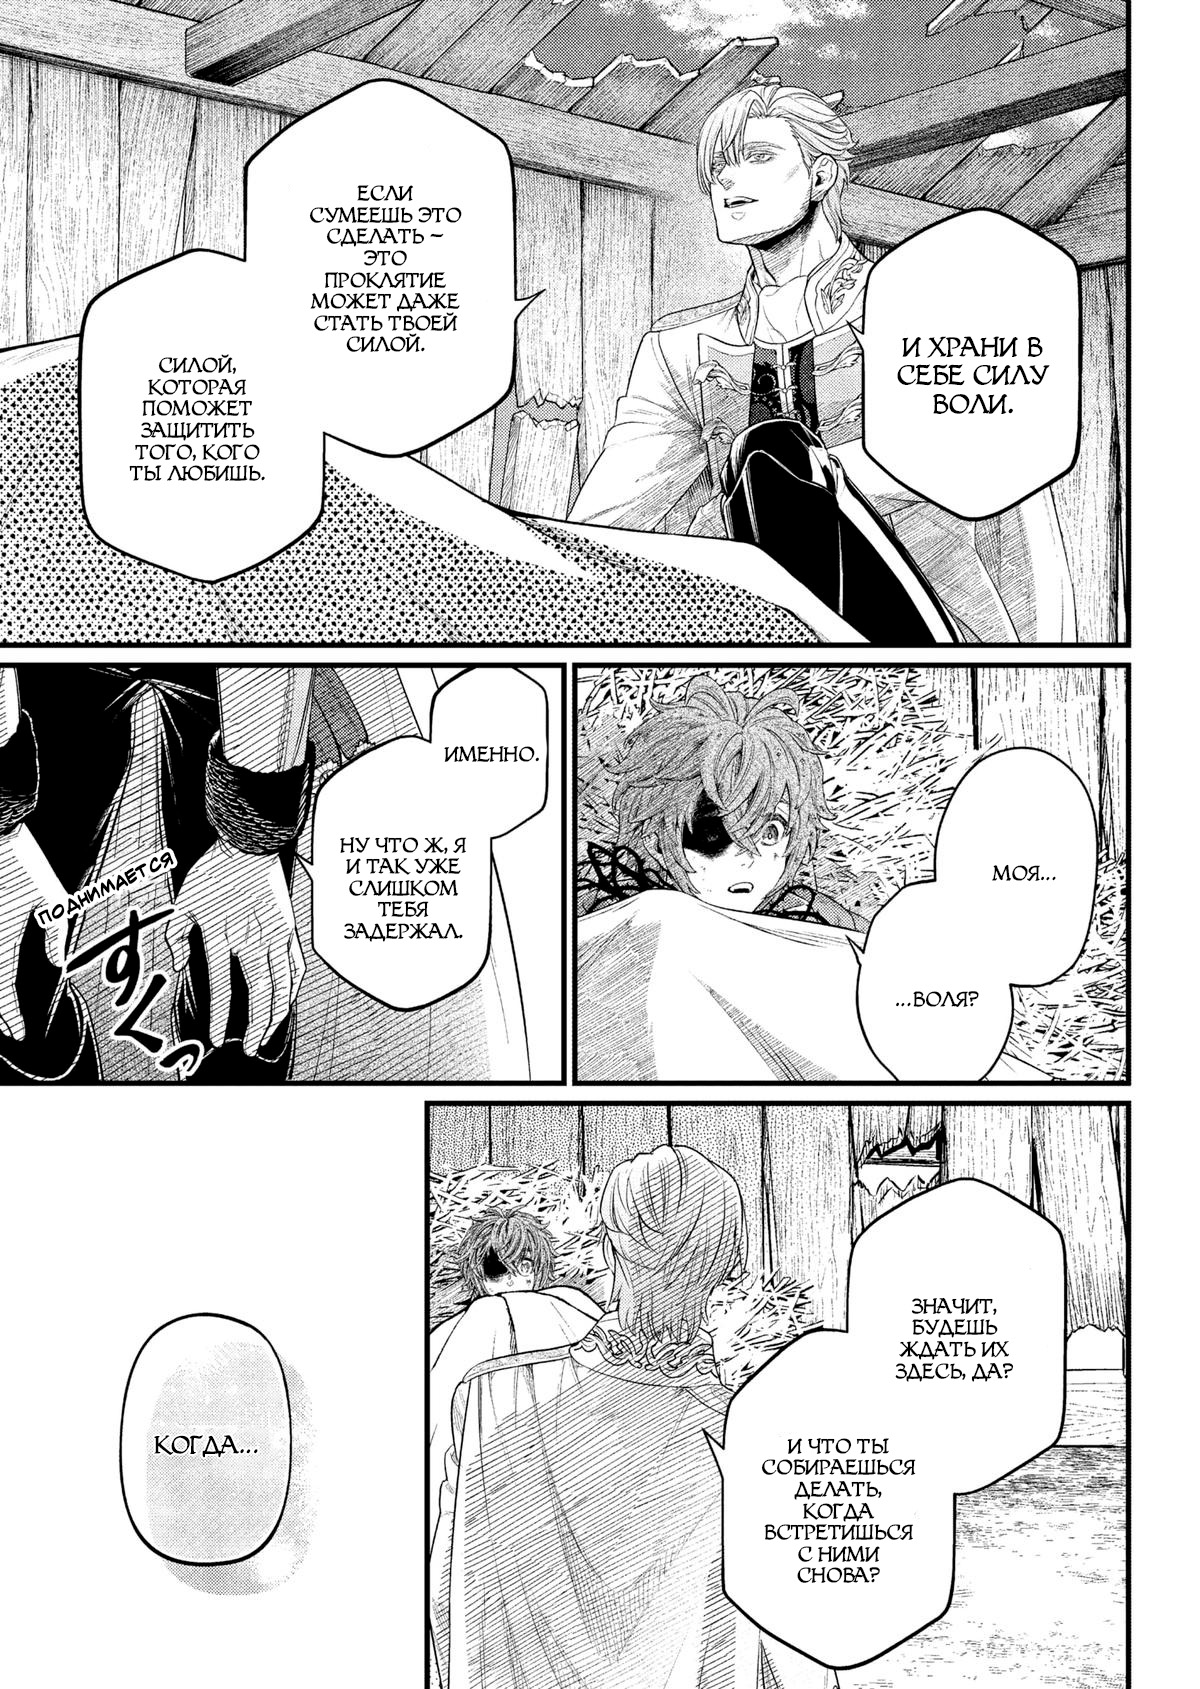 И ХРАНИ В
СЕБЕ СИЛУ
ВОЛИ.
ЕСЛИ
СУМЕЕШЬ ЭТО
СДЕЛАТЬ ~
ЭТО
ПРОКЛЯТИЕ
МОЖЕТ ДАЖЕ
СТАТЬ ТВОЕЙ
СИЛОЙ.
СИЛОЙ,
КОТОРАЯ
ПОМОЖЕТ
ЗАЩИТИТЬ
ТОГО, КОГО
ТЫ ЛЮБИШЬ.
МОЯ...
...ВОЛЯ?
ИМЕННО.
НУ ЧТО Ж, Я
И ТАК УЖЕ
СЛИШКОМ
ТЕБЯ
ЗАДЕРЖАЛ.
ПОДНИМАЕТСЯ
すくっ
ЗНАЧИТ,
БУДЕШЬ
ЖДАТЬ ИХ
ЗДЕСЬ, ДА?
И ЧТО ТЫ
СОБИРАЕШЬСЯ
ДЕЛАТЬ,
КОГДА
ВСТРЕТИШЬСЯ
С НИМИ
СНОВА?
КОГДА...